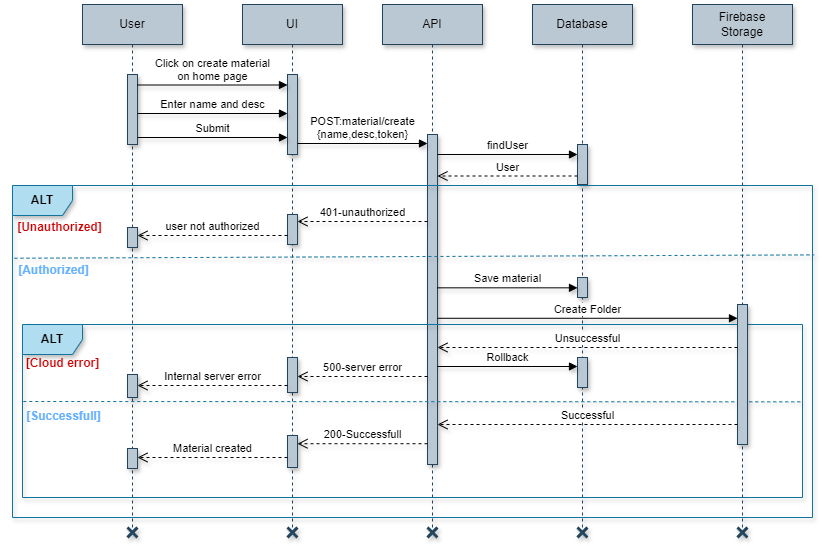 User
UI
API
Database
Firebase
Storage
Click on create material
on home page
Enter name and desc
Submit
POST:material/create
{name,desc,token}
findUser
User
ALT
[Unauthorized]
401-unauthorized
user not authorized
[Authorized]
Save material
Create Folder
ALT
[Cloud error]
Unsuccessful
Rollback
500-server error
Internal server error
[Successfull]
Successful
200-Successfull
Material created